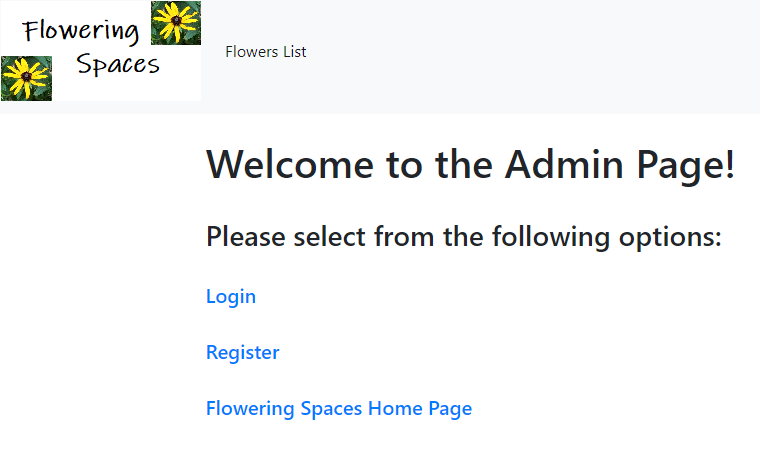 Flowering
Spaces
Flowers List
Welcome to the Admin Page!
Please select from the following options:
Login
Register
Flowering Spaces Home Page